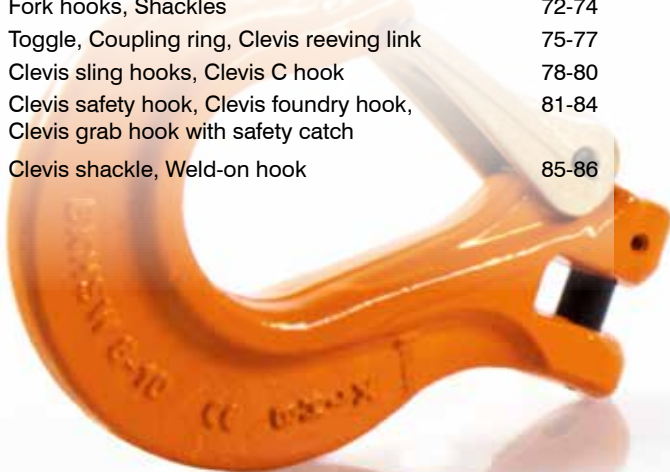 Fork hooks, Shackles 72-74
Toggle, Coupling ring, Clevis reeving link 75-77
Clevis sling hooks, Clevis C hook 78-80
Clevis safety hook, Clevis foundry hook, 81-84
Clevis grab hook with safety catch
Clevis shackle, Weld-on hook 85-86
8-10
CE